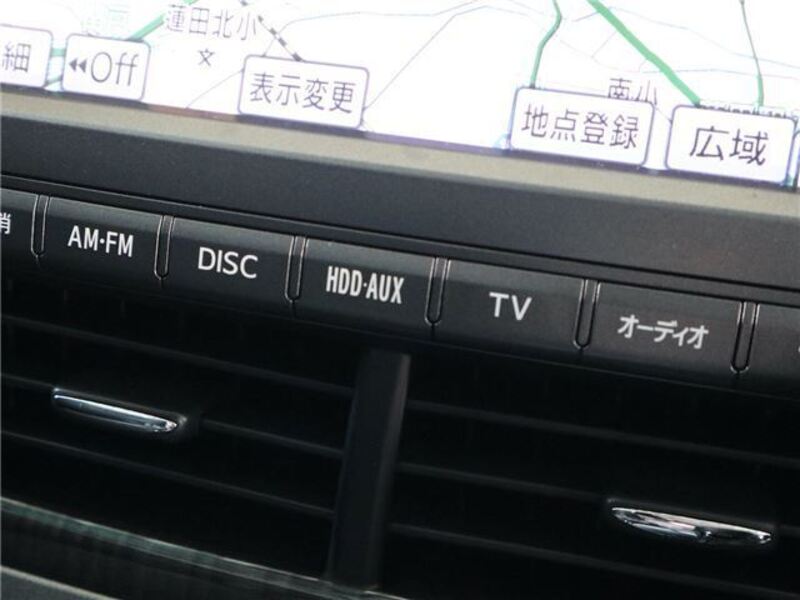 蓮田北小
細
◀◀Off
表示変更
南小
地点登録
広域
消
AM·FM
DISC
HDD·AUX
TV
オーディオ